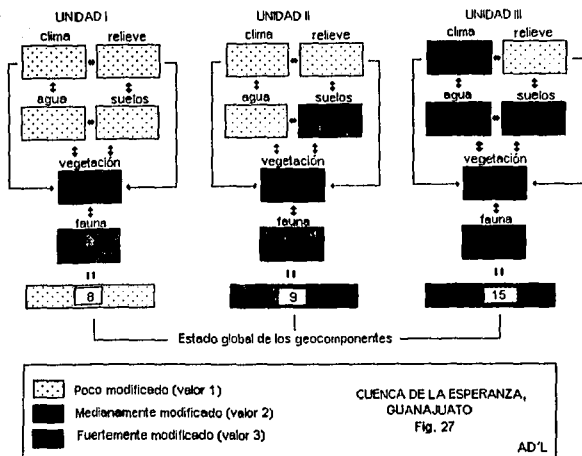 UNIDAD I
UNIDAD II
UNIDAD III
clima relieve
agua suelos
vegetación
fauna
8
clima relieve
agua suelos
vegetación
fauna
9
clima relieve
agua suelos
vegetación
fauna
15
Estado global de los geocomponentes
Poco modificado (valor 1)
Medianamente modificado (valor 2)
Fuertemente modificado (valor 3)
CUENCA DE LA ESPERANZA,
GUANAJUATO
Fig. 27
AD'L